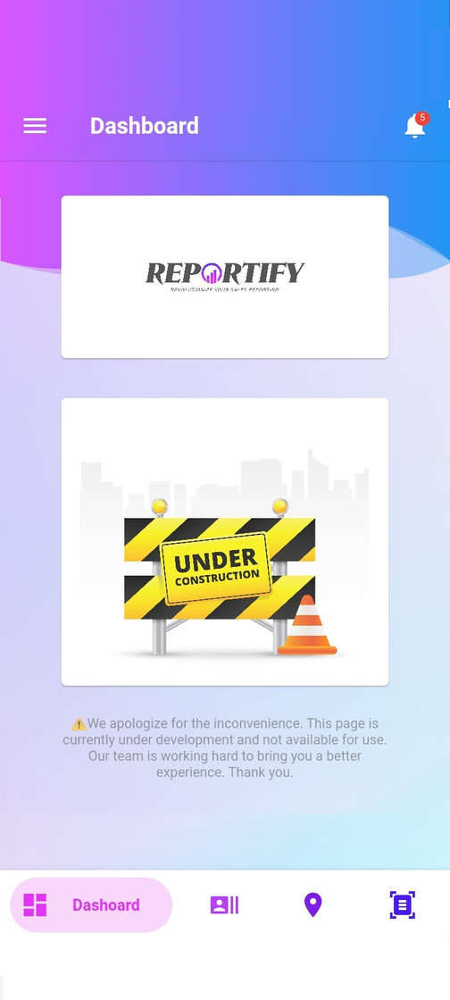 Dashboard
5
REPORTIFY
REVOLUTIONIZE YOUR SALES REPORTING
UNDER
CONSTRUCTION
⚠️We apologize for the inconvenience. This page is
currently under development and not available for use.
Our team is working hard to bring you a better
experience. Thank you.
Dashoard